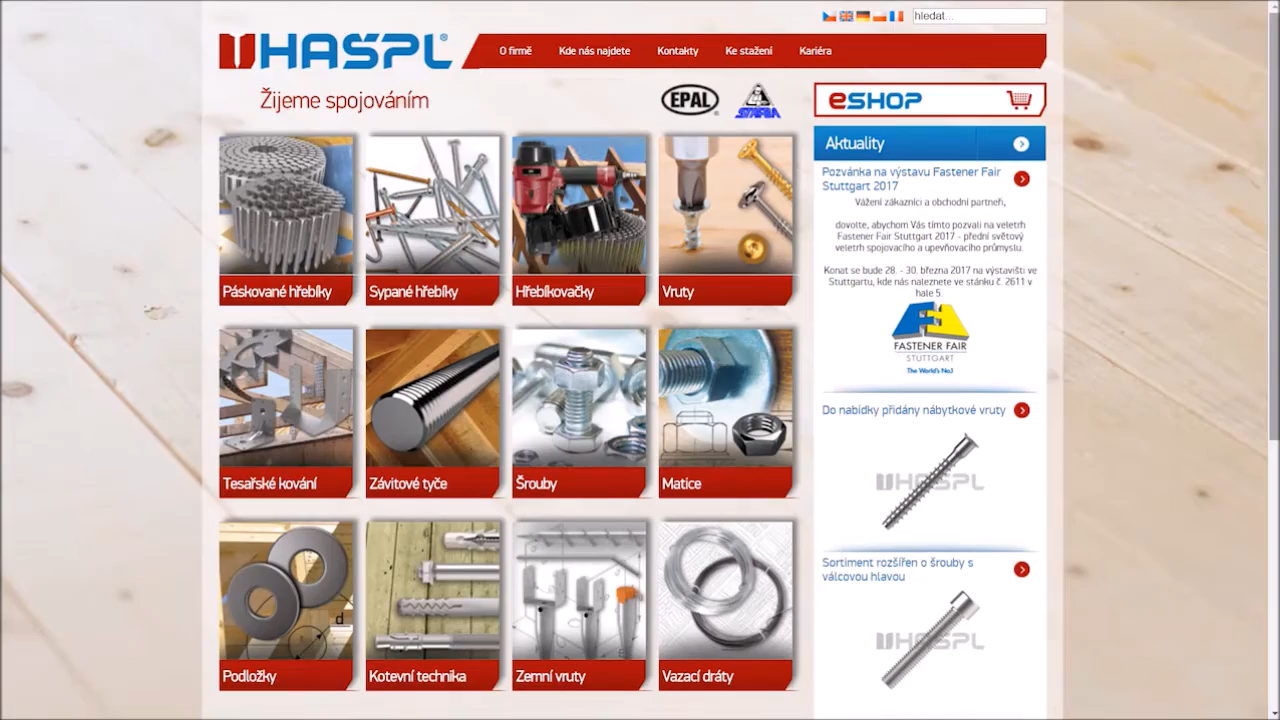 hledat...
HAŠPL®
O firmě
Kde nás najdete
Kontakty
Ke stažení
Kariéra
Žijeme spojováním
EPAL®
eSHOP
Aktuality
Pozvánka na výstavu Fastener Fair
Stuttgart 2017
Vážení zákazníci a obchodní partneři,
dovolte, abychom Vás tímto pozvali na veletrh
Fastener Fair Stuttgart 2017 - přední světový
veletrh spojovacího a upevňovacího průmyslu.
Konat se bude 28. - 30. března 2017 na výstavišti ve
Stuttgartu, kde nás naleznete ve stánku č. 2611 v
hale 5.
FASTENER FAIR
STUTTGART
The World's No.1
Do nabídky přidány nábytkové vruty
HAŠPL
Sortiment rozšířen o šrouby s
válcovou hlavou
HAŠPL
Páskované hřebíky
Sypané hřebíky
Hřebíkovačky
Vruty
Tesařské kování
Závitové tyče
Šrouby
Matice
d
Podložky
Kotevní technika
Zemní vruty
Vazací dráty